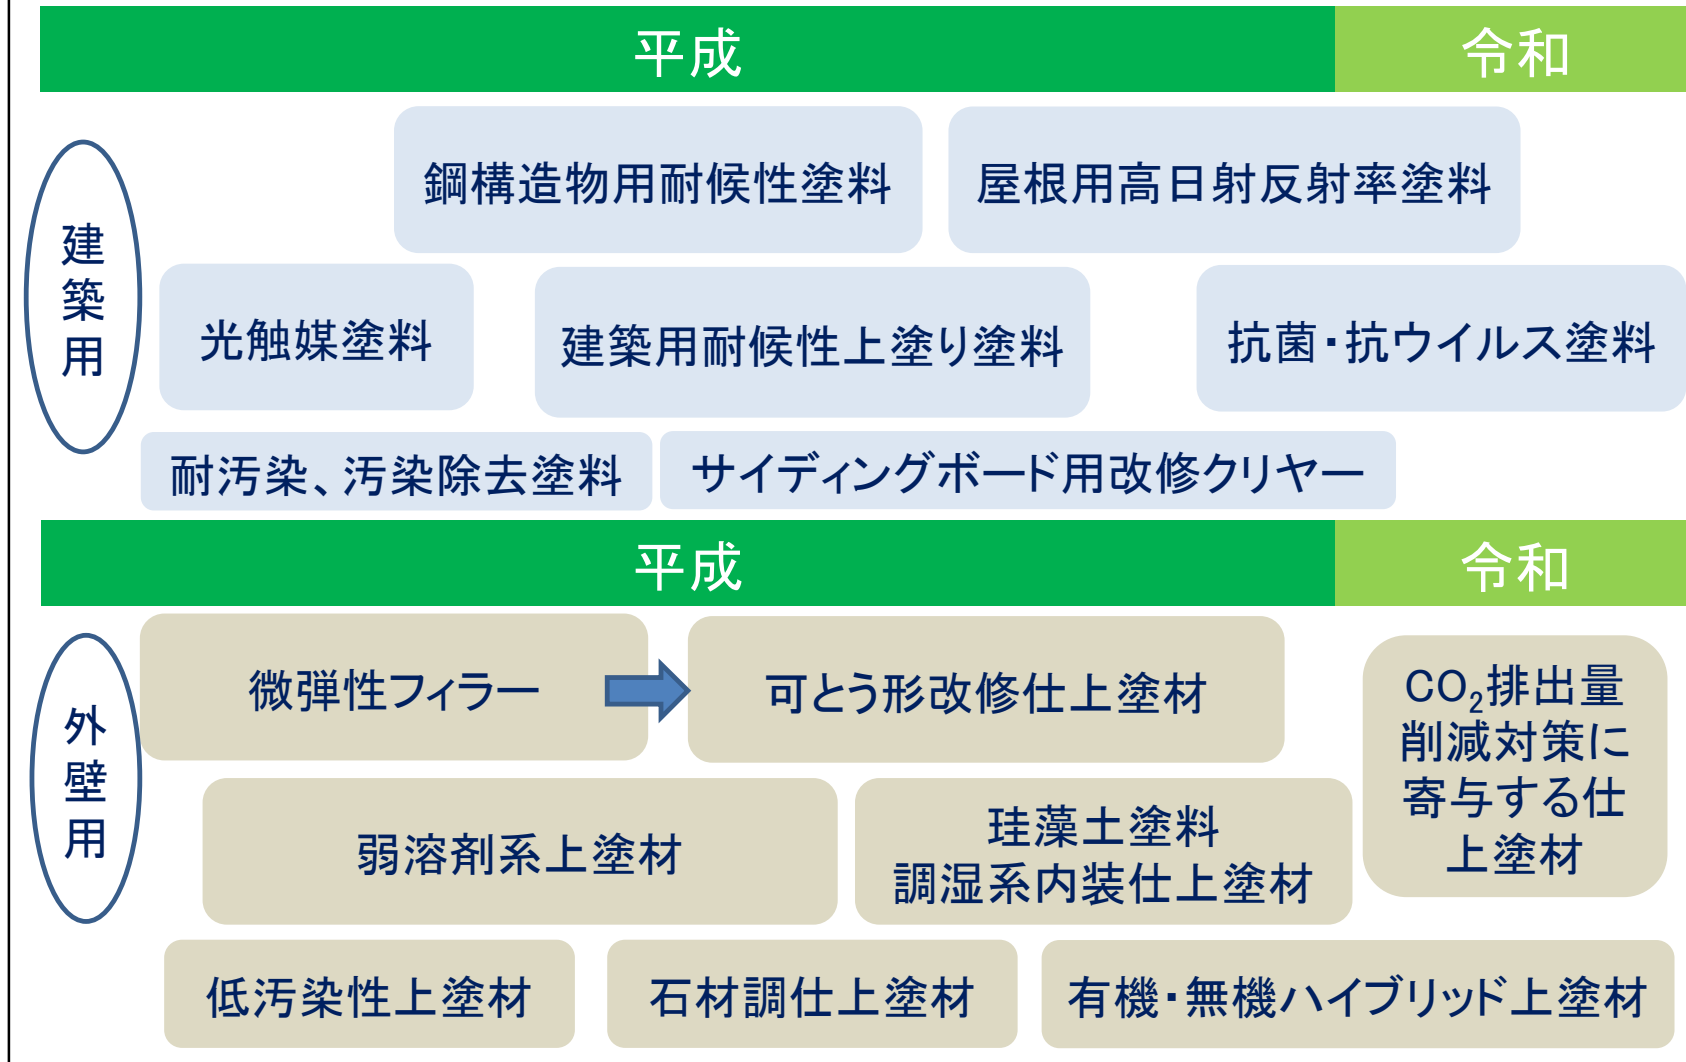 平成
令和
建築用
鋼構造物用耐候性塗料
屋根用高日射反射率塗料
光触媒塗料
建築用耐候性上塗り塗料
抗菌・抗ウイルス塗料
耐汚染、汚染除去塗料
サイディングボード用改修クリヤー
平成
令和
外壁用
微弾性フィラー
可とう形改修仕上塗材
CO₂排出量
削減対策に
寄与する仕
上塗材
弱溶剤系上塗材
珪藻土塗料
調湿系内装仕上塗材
低汚染性上塗材
石材調仕上塗材
有機・無機ハイブリッド上塗材